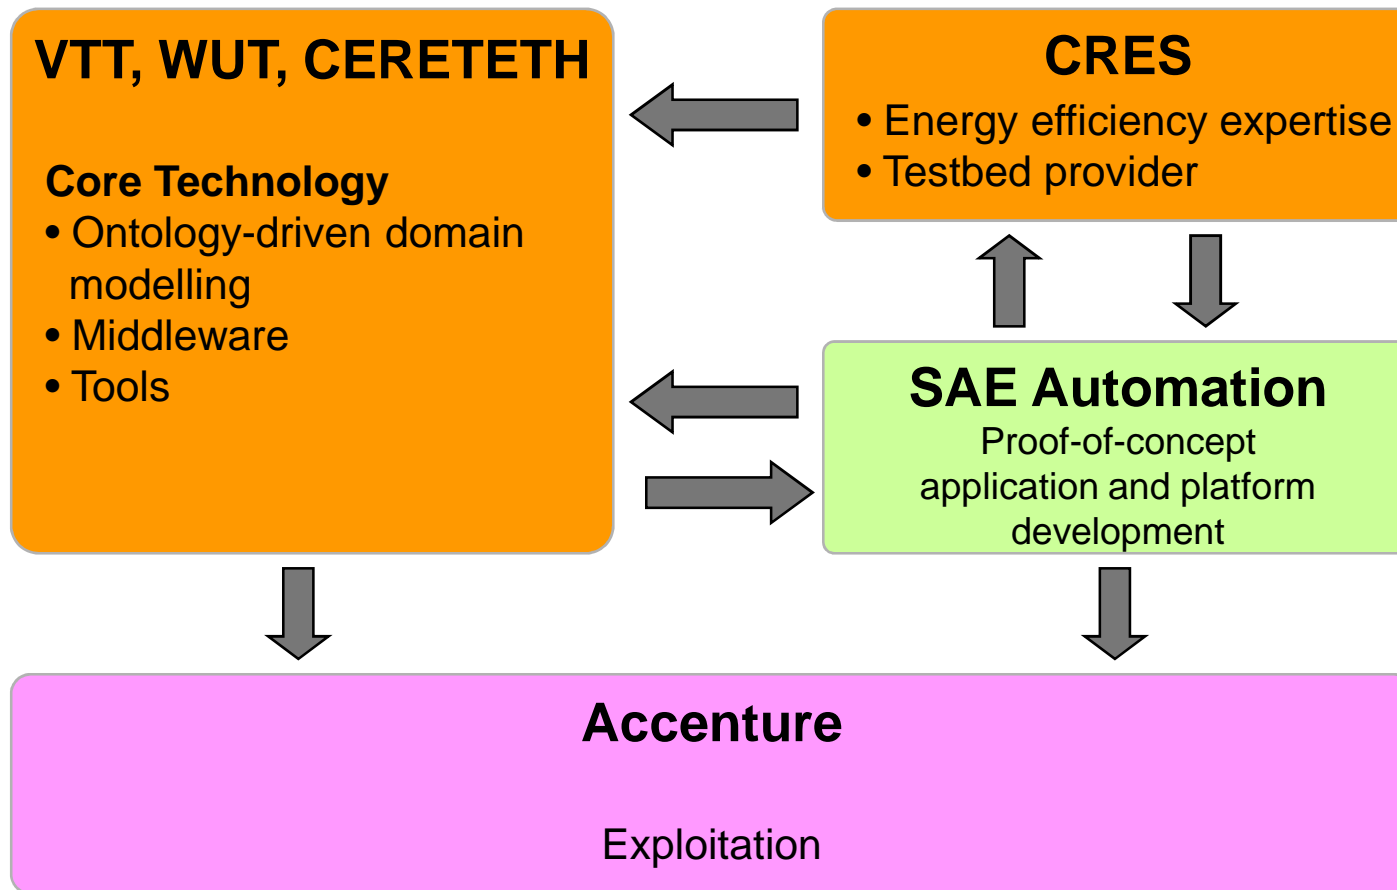 VTT, WUT, CERETETH
Core Technology
• Ontology-driven domain
modelling
• Middleware
• Tools
CRES
• Energy efficiency expertise
• Testbed provider
SAE Automation
Proof-of-concept
application and platform
development
Accenture
Exploitation